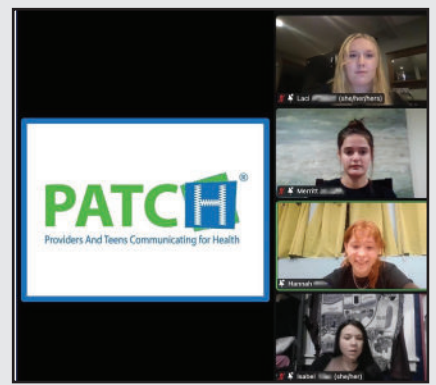 PATCH®
Providers And Teens Communicating for Health
Laci (she/her/hers)
Merritt
Hannah
Isabel (she/her)